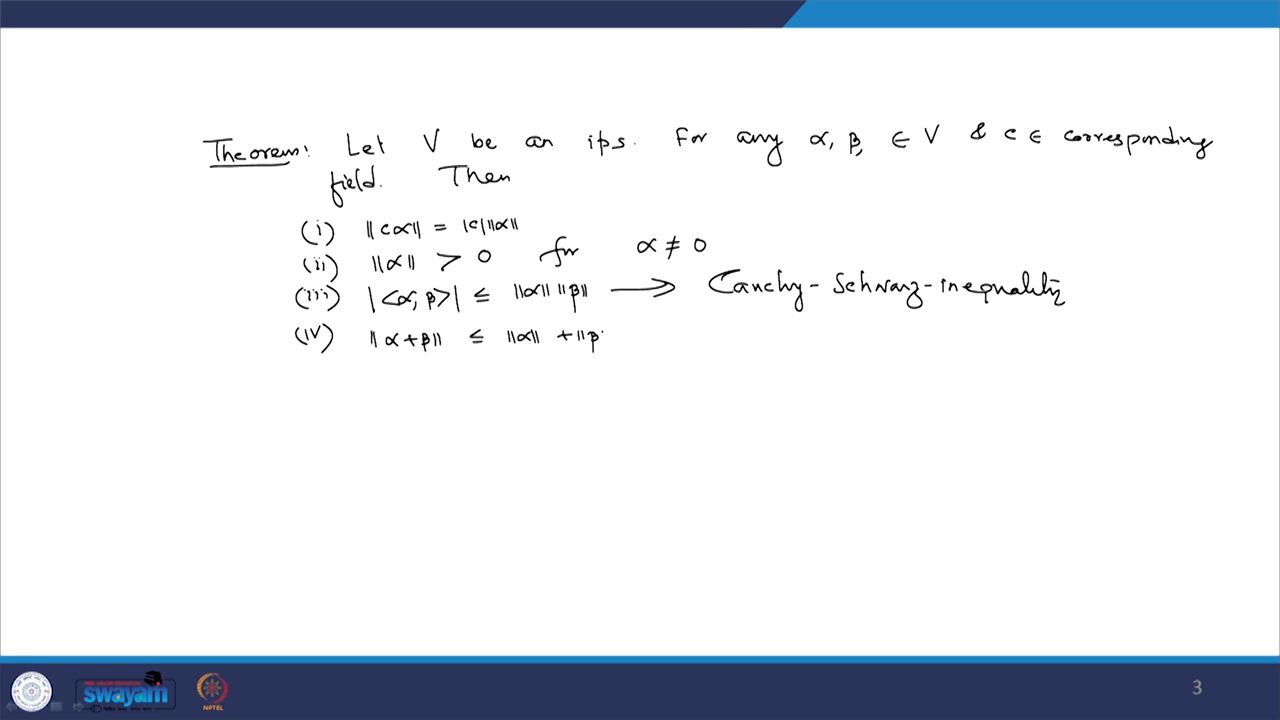 Theorem: Let V be an ips. For any α, β, ∈ V & c ∈ corresponding
field. Then
(i) ||cα|| = |c| ||α||
(ii) ||α|| > 0 for α ≠ 0
(iii) |<α, β>| ≤ ||α|| ||β|| → Cauchy-Schwarz-inequality
(iv) ||α+β|| ≤ ||α|| + ||β
swayam
NPTEL
3